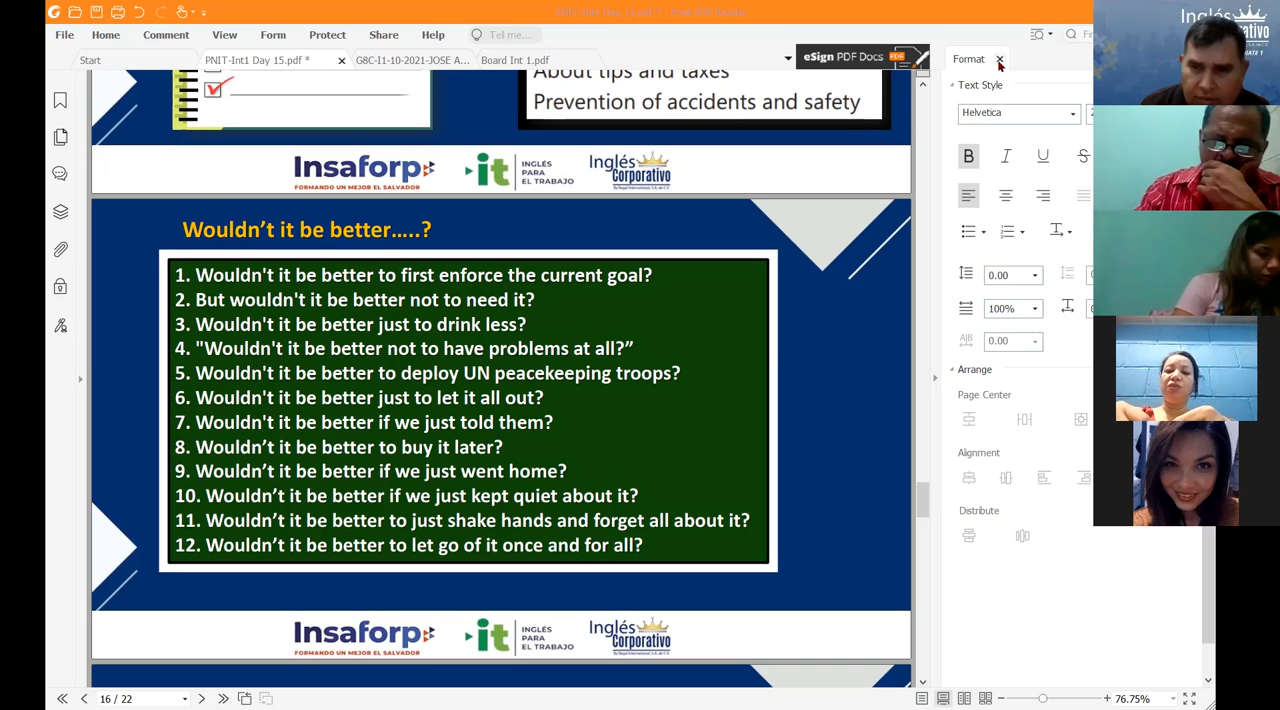 File Home Comment View Form Protect Share Help Tell me...
Start PNIT-Int1 Day 15.pdf * G8C-I1-10-2021-JOSE A... Board Int 1.pdf eSign PDF Docs
Format
Text Style
Helvetica
B I U S
0.00
100%
0.00
Arrange
Page Center
Alignment
Distribute
About tips and taxes
Prevention of accidents and safety
Insaforp
FORMANDO UN MEJOR EL SALVADOR
it INGLÉS PARA EL TRABAJO
Inglés Corporativo
Wouldn’t it be better…..?
1. Wouldn't it be better to first enforce the current goal?
2. But wouldn't it be better not to need it?
3. Wouldn't it be better just to drink less?
4. "Wouldn't it be better not to have problems at all?”
5. Wouldn't it be better to deploy UN peacekeeping troops?
6. Wouldn't it be better just to let it all out?
7. Wouldn't it be better if we just told them?
8. Wouldn’t it be better to buy it later?
9. Wouldn’t it be better if we just went home?
10. Wouldn’t it be better if we just kept quiet about it?
11. Wouldn’t it be better to just shake hands and forget all about it?
12. Wouldn’t it be better to let go of it once and for all?
Insaforp
FORMANDO UN MEJOR EL SALVADOR
it INGLÉS PARA EL TRABAJO
Inglés Corporativo
16 / 22
76.75%